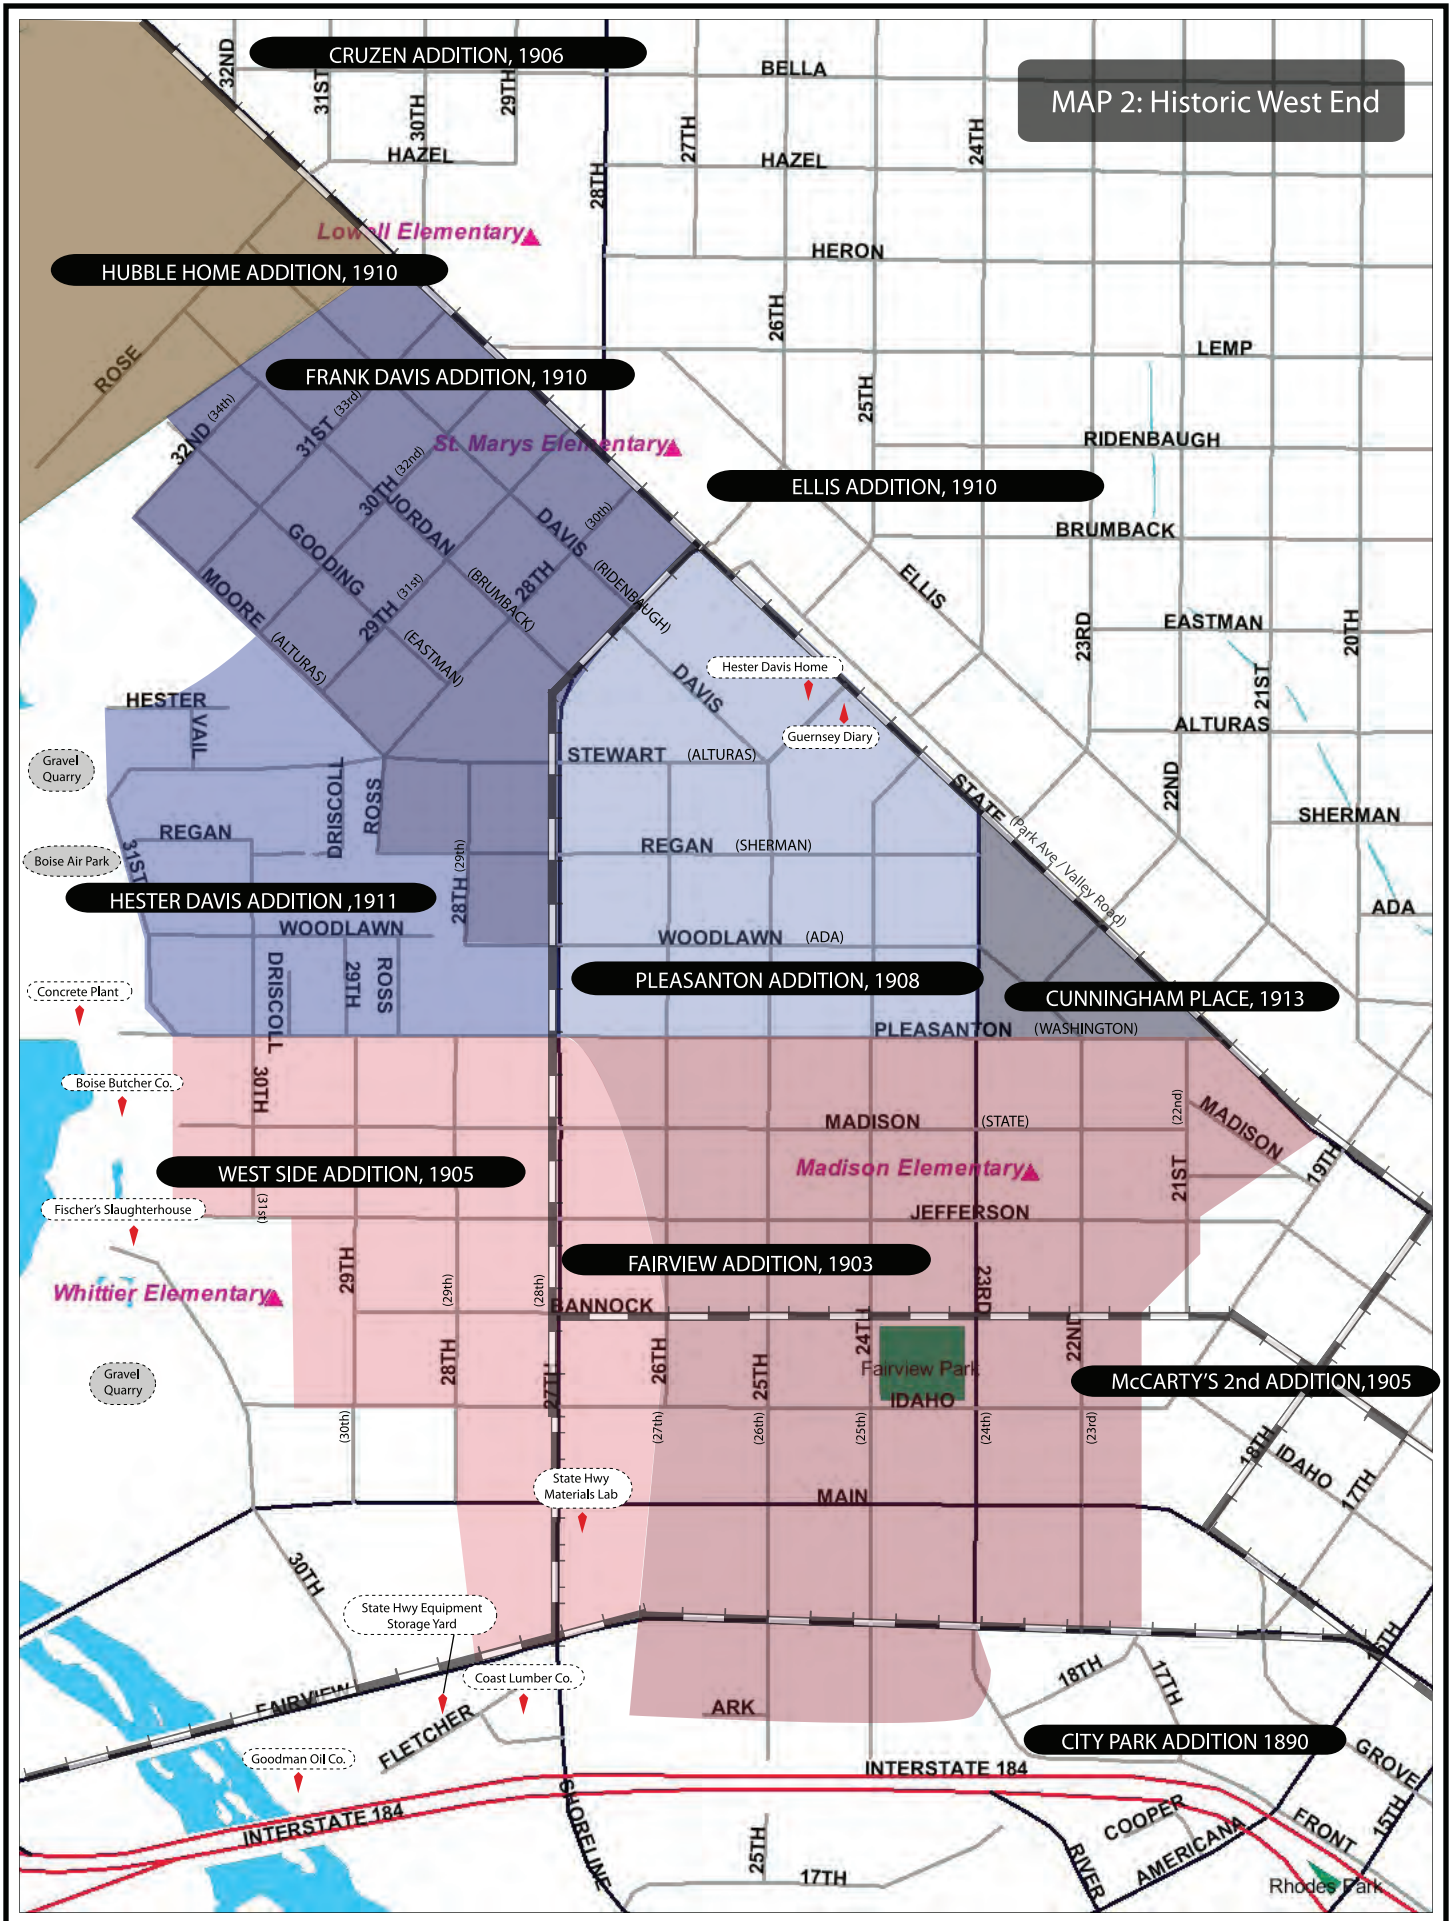 CRUZEN ADDITION, 1906
MAP 2: Historic West End
32ND
31ST
30TH
29TH
BELLA
HAZEL
27TH
HAZEL
24TH
28TH
Lowell Elementary
HERON
HUBBLE HOME ADDITION, 1910
26TH
LEMP
ROSE
FRANK DAVIS ADDITION, 1910
25TH
32ND (34th)
31ST (33rd)
St. Marys Elementary
RIDENBAUGH
30TH (32nd)
ELLIS ADDITION, 1910
JORDAN
DAVIS
(30th)
BRUMBACK
GOODING
MOORE
(BRUMBACK)
28TH
(RIDENBAUGH)
ELLIS
29TH (31st)
(EASTMAN)
(ALTURAS)
23RD
EASTMAN
20TH
Hester Davis Home
DAVIS
21ST
HESTER
VAIL
Guernsey Diary
ALTURAS
STEWART (ALTURAS)
Gravel
Quarry
DRISCOLL
ROSS
STATE (Park Ave / Valley Road)
22ND
SHERMAN
REGAN
31ST
REGAN (SHERMAN)
Boise Air Park
28TH (29th)
HESTER DAVIS ADDITION ,1911
ADA
WOODLAWN
WOODLAWN (ADA)
DRISCOLL
29TH
ROSS
PLEASANTON ADDITION, 1908
Concrete Plant
CUNNINGHAM PLACE, 1913
PLEASANTON (WASHINGTON)
Boise Butcher Co.
30TH
(22nd)
MADISON (STATE)
MADISON
WEST SIDE ADDITION, 1905
Madison Elementary
21ST
19TH
(31st)
Fischer's Slaughterhouse
JEFFERSON
29TH
FAIRVIEW ADDITION, 1903
23RD
Whittier Elementary
(29th)
(28th)
BANNOCK
24TH
22ND
28TH
27TH
26TH
25TH
Fairview Park
Gravel
Quarry
McCARTY'S 2nd ADDITION,1905
IDAHO
(30th)
(27th)
(26th)
(25th)
(24th)
(23rd)
18TH
IDAHO
17TH
State Hwy
Materials Lab
MAIN
30TH
State Hwy Equipment
Storage Yard
16TH
Coast Lumber Co.
18TH
17TH
FAIRVIEW
FLETCHER
ARK
CITY PARK ADDITION 1890
Goodman Oil Co.
GROVE
INTERSTATE 184
INTERSTATE 184
SHORELINE
COOPER
FRONT
15TH
25TH
RIVER
AMERICANA
17TH
Rhodes Park